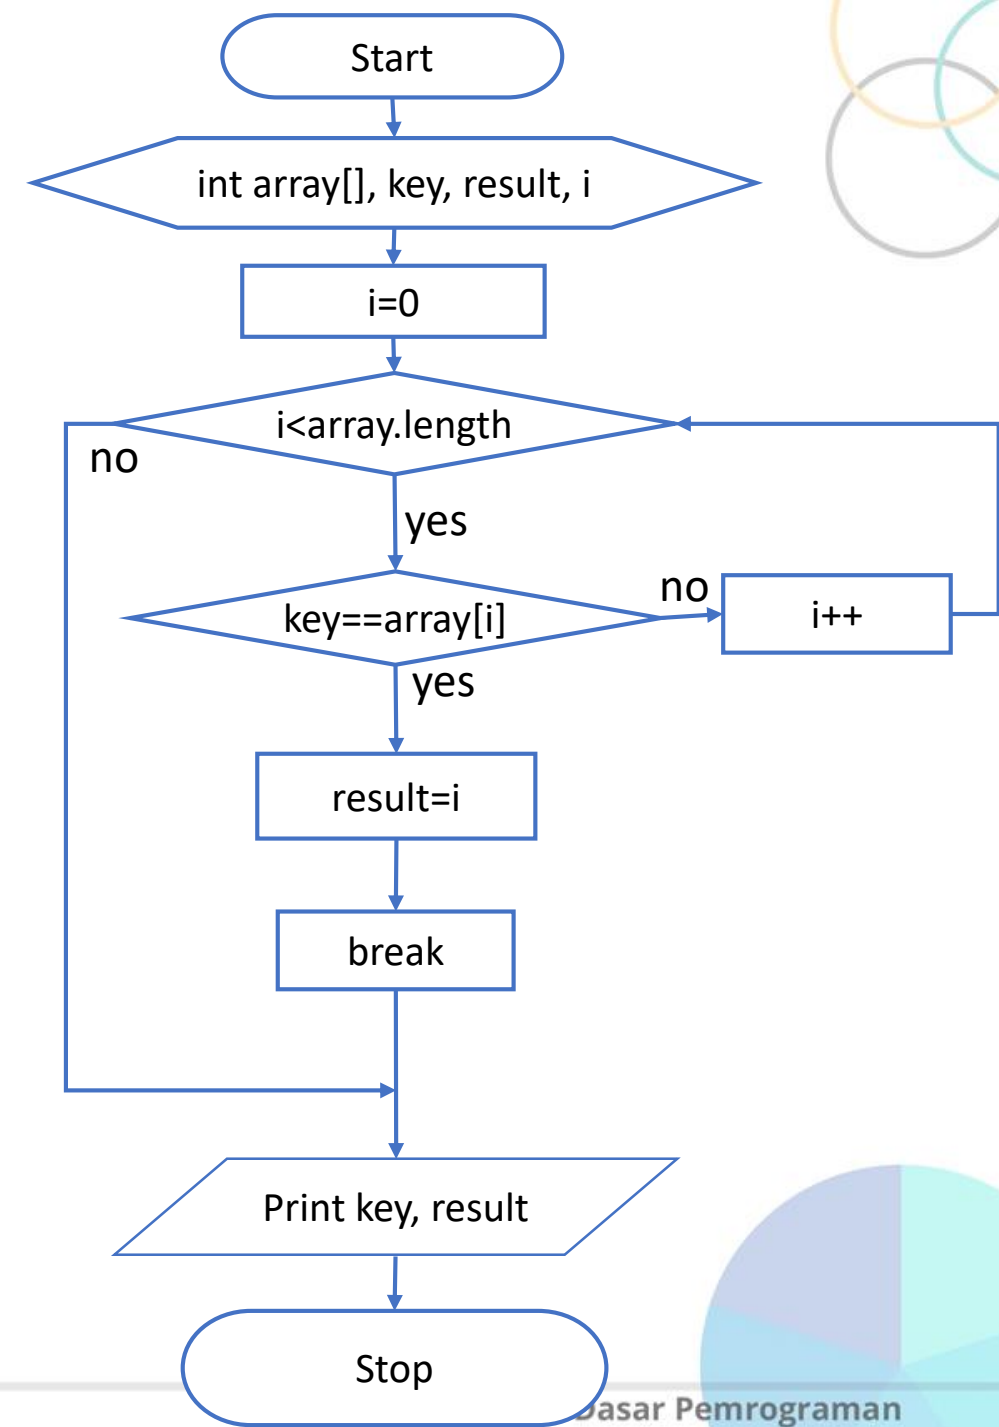 Start
int array[], key, result, i
i=0
i<array.length
no
yes
key==array[i]
no
i++
yes
result=i
break
Print key, result
Stop
Dasar Pemrograman